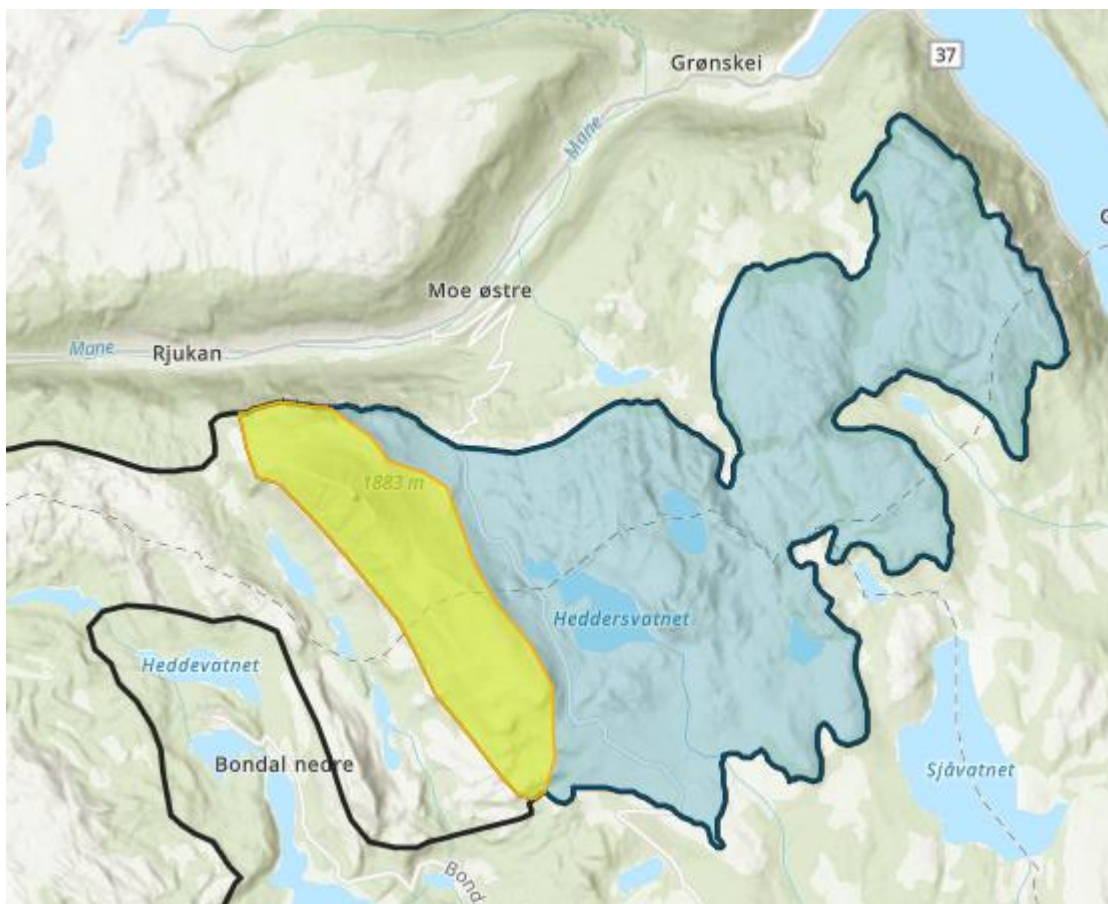 Grønskei
37
Mane
Moe østre
Mane
Rjukan
1883 m
Heddersvatnet
Heddevatnet
Bondal nedre
Sjåvatnet
Bond